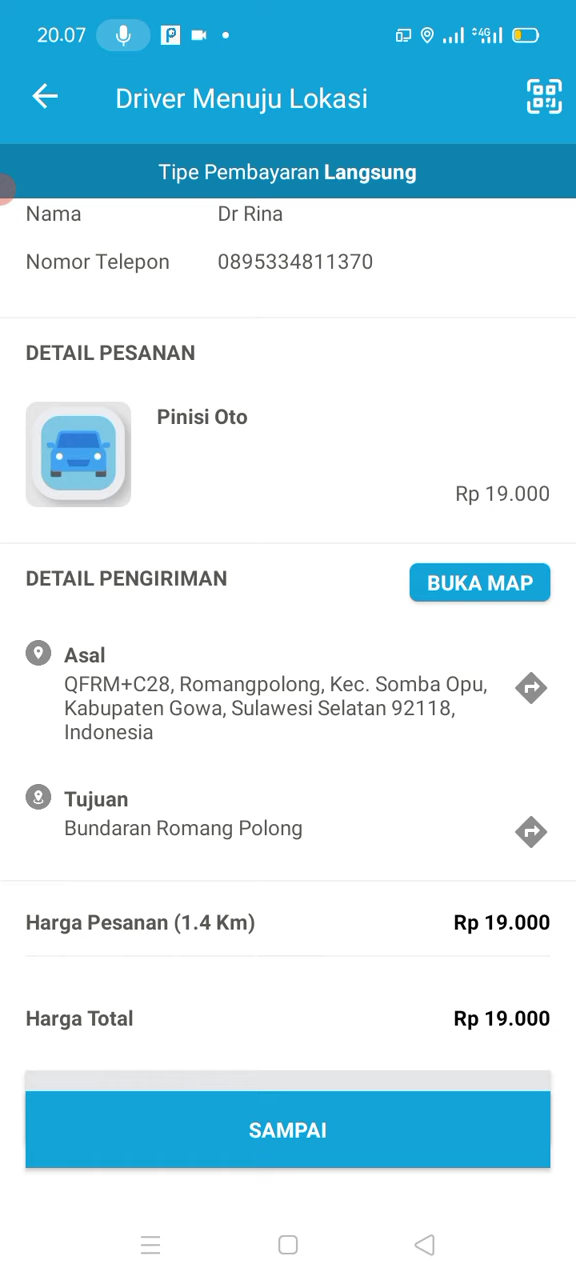 20.07
4G
Driver Menuju Lokasi
Tipe Pembayaran Langsung
Nama Dr Rina
Nomor Telepon 0895334811370
DETAIL PESANAN
Pinisi Oto
Rp 19.000
DETAIL PENGIRIMAN BUKA MAP
Asal
QFRM+C28, Romangpolong, Kec. Somba Opu,
Kabupaten Gowa, Sulawesi Selatan 92118,
Indonesia
Tujuan
Bundaran Romang Polong
Harga Pesanan (1.4 Km) Rp 19.000
Harga Total Rp 19.000
SAMPAI